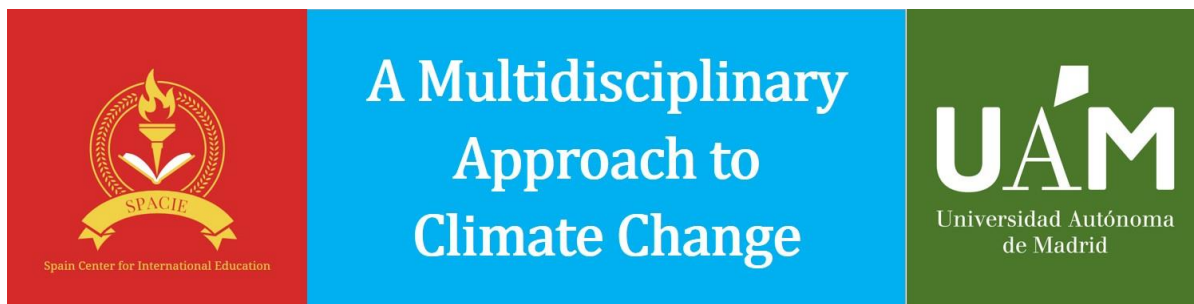 SPACIE
Spain Center for International Education
A Multidisciplinary
Approach to
Climate Change
UAM
Universidad Autónoma
de Madrid